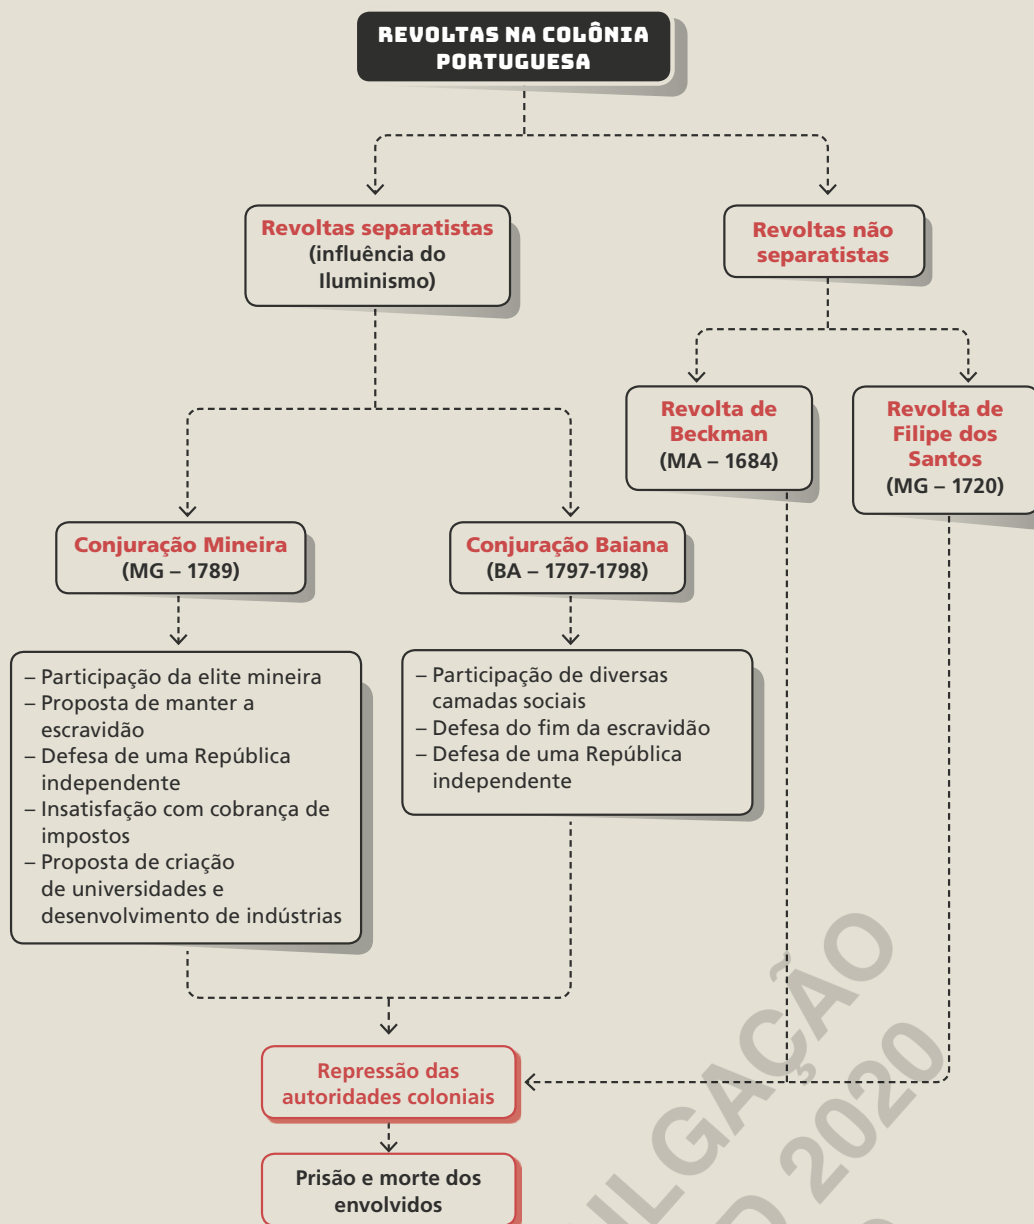 REVOLTAS NA COLÔNIA
PORTUGUESA
Revoltas separatistas
(influência do
Iluminismo)
Revoltas não
separatistas
Revolta de
Beckman
(MA – 1684)
Revolta de
Filipe dos
Santos
(MG – 1720)
Conjuração Mineira
(MG – 1789)
Conjuração Baiana
(BA – 1797-1798)
– Participação da elite mineira
– Proposta de manter a
escravidão
– Defesa de uma República
independente
– Insatisfação com cobrança de
impostos
– Proposta de criação
de universidades e
desenvolvimento de indústrias
– Participação de diversas
camadas sociais
– Defesa do fim da escravidão
– Defesa de uma República
independente
Repressão das
autoridades coloniais
Prisão e morte dos
envolvidos
2020